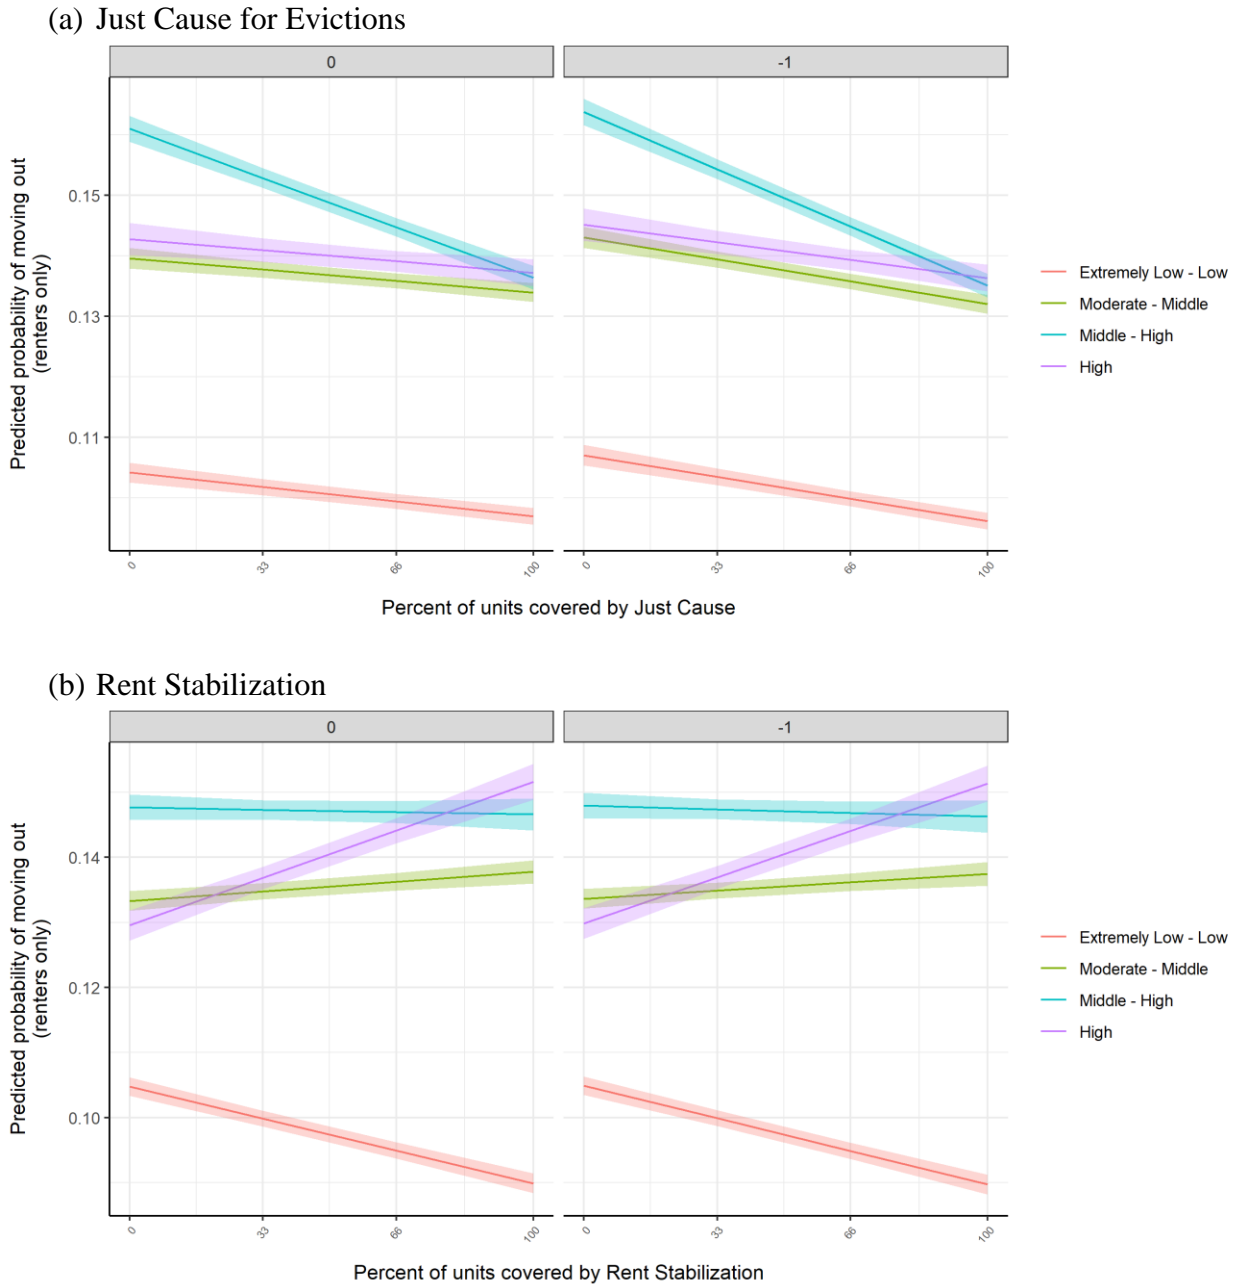 (a) Just Cause for Evictions
0
-1
Predicted probability of moving out
(renters only)
0.15
0.13
0.11
0
33
66
100
0
33
66
100
Percent of units covered by Just Cause
Extremely Low - Low
Moderate - Middle
Middle - High
High
(b) Rent Stabilization
0
-1
Predicted probability of moving out
(renters only)
0.14
0.12
0.10
0
33
66
100
0
33
66
100
Percent of units covered by Rent Stabilization
Extremely Low - Low
Moderate - Middle
Middle - High
High